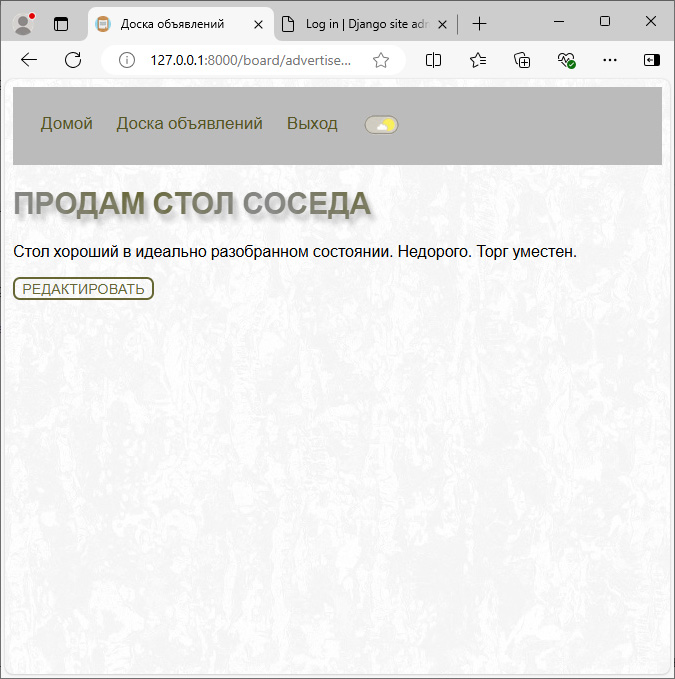 Доска объявлений
Log in | Django site adr
127.0.0.1:8000/board/advertise...
Домой Доска объявлений Выход
ПРОДАМ СТОЛ СОСЕДА
Стол хороший в идеально разобранном состоянии. Недорого. Торг уместен.
РЕДАКТИРОВАТЬ